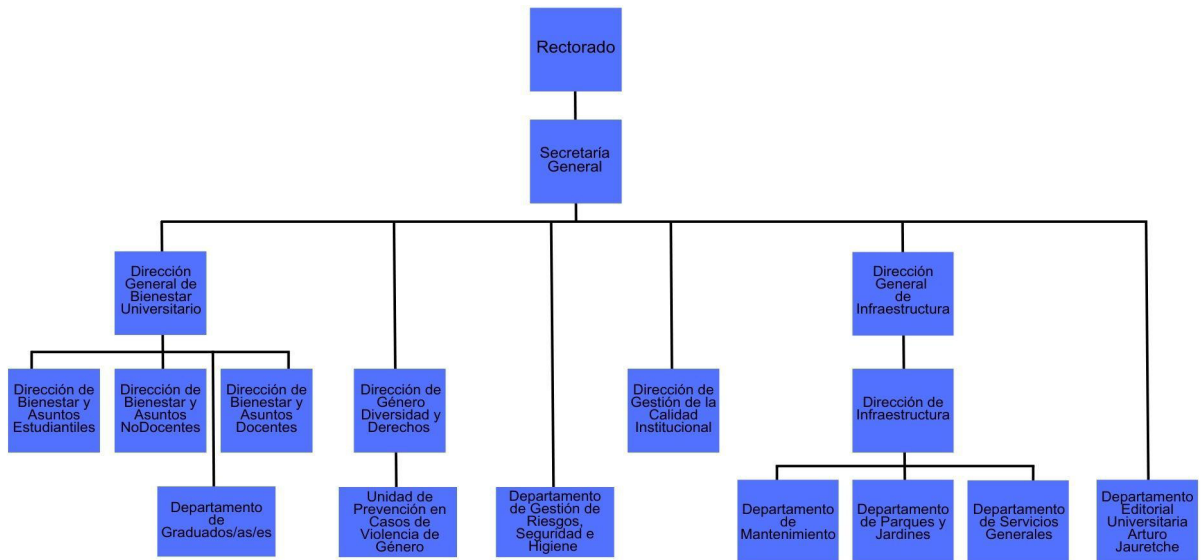 Rectorado
Secretaría
General
Dirección
General de
Bienestar
Universitario
Dirección
General
de
Infraestructura
Dirección de
Bienestar y
Asuntos
Estudiantiles
Dirección de
Bienestar y
Asuntos
NoDocentes
Dirección de
Bienestar y
Asuntos
Docentes
Dirección de
Género
Diversidad y
Derechos
Dirección de
Gestión de la
Calidad
Institucional
Dirección de
Infraestructura
Departamento
de
Graduados/as/es
Unidad de
Prevención en
Casos de
Violencia de
Género
Departamento
de Gestión de
Riesgos,
Seguridad e
Higiene
Departamento
de
Mantenimiento
Departamento
de Parques y
Jardines
Departamento
de Servicios
Generales
Departamento
Editorial
Universitaria
Arturo
Jauretche